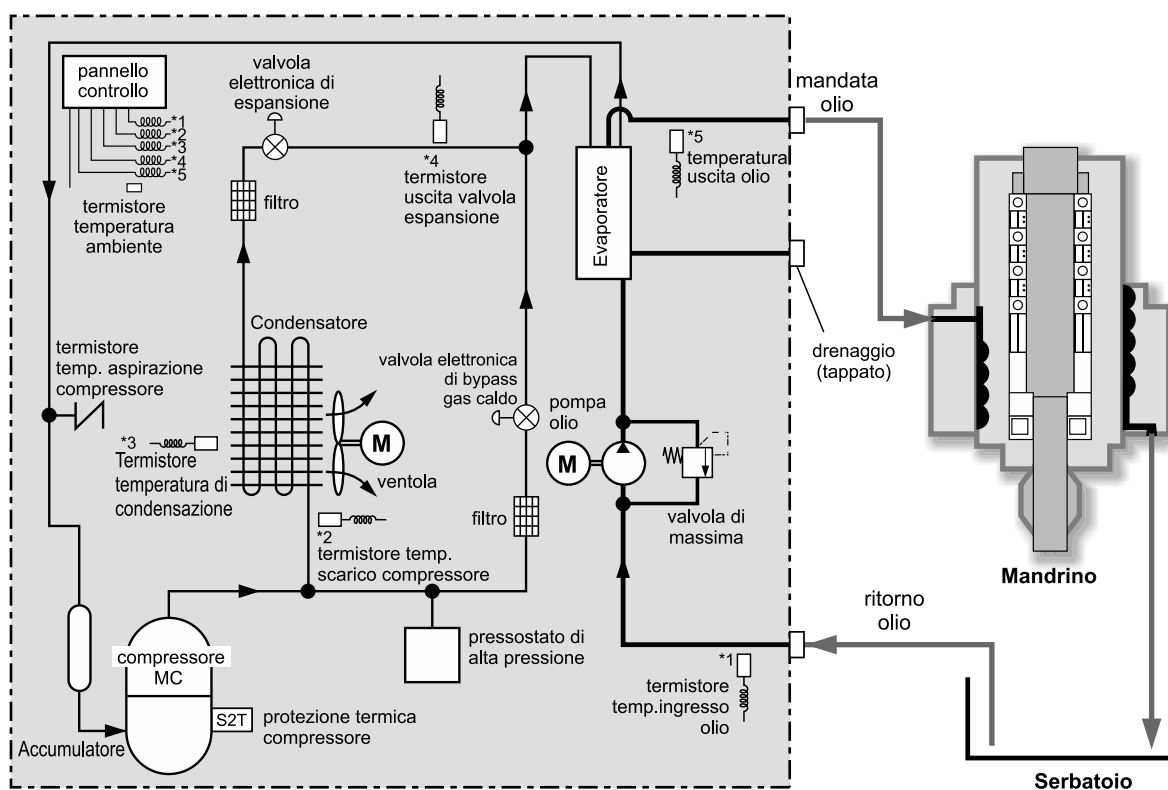 pannello
controllo
*1
*2
*3
*4
*5
termistore
temperatura
ambiente
valvola
elettronica di
espansione
filtro
*4
termistore
uscita valvola
espansione
Evaporatore
*5
temperatura
uscita olio
mandata
olio
drenaggio
(tappato)
termistore
temp. aspirazione
compressore
Condensatore
valvola elettronica
di bypass
gas caldo
pompa
olio
*3
Termistore
temperatura di
condensazione
M
ventola
M
valvola di
massima
filtro
*2
termistore temp.
scarico compressore
pressostato di
alta pressione
compressore
MC
S2T
protezione termica
compressore
Accumulatore
*1
termistore
temp.ingresso
olio
ritorno
olio
Mandrino
Serbatoio